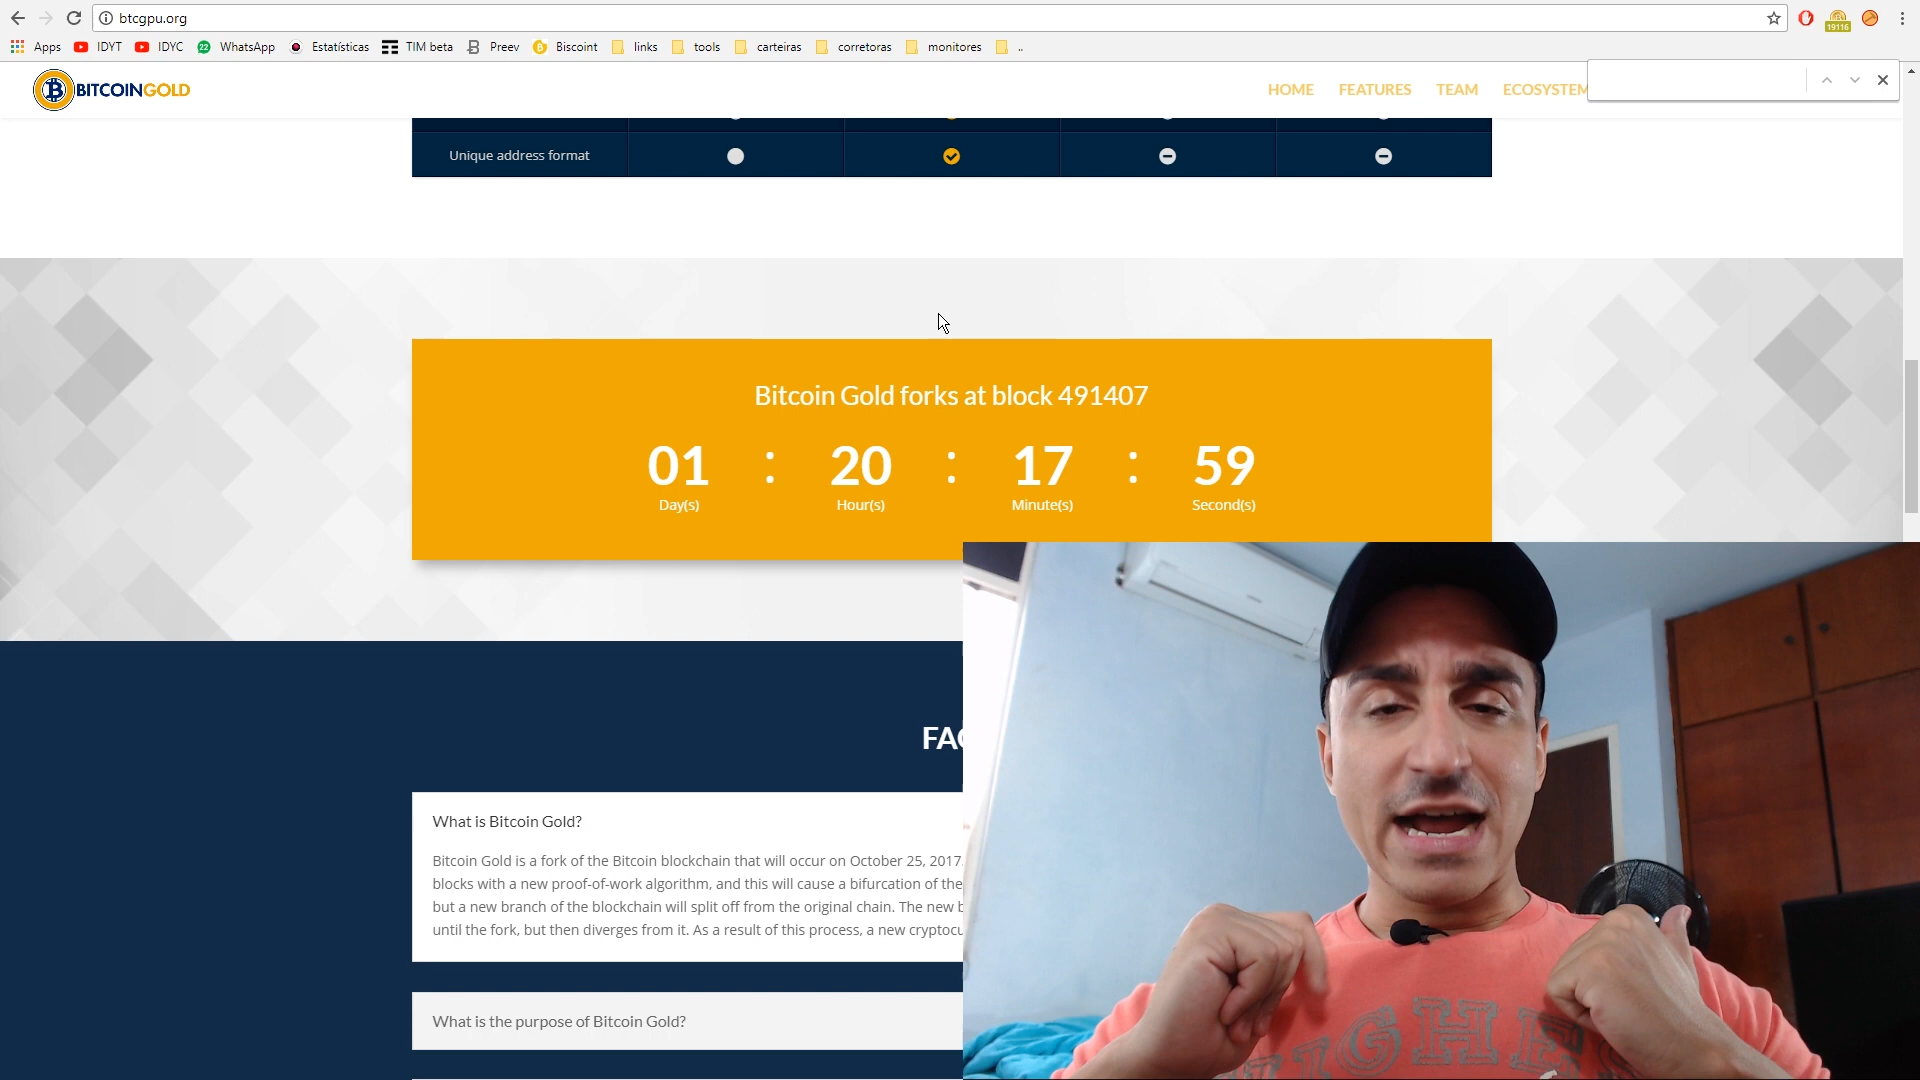 btcgpu.org
Apps IDYT IDYC 22 WhatsApp Estatísticas TIM beta Preev Biscoint links tools carteiras corretoras monitores .. 19116
BITCOINGOLD HOME FEATURES TEAM ECOSYSTEM
Unique address format
Bitcoin Gold forks at block 491407
01 : 20 : 17 : 59
Day(s) Hour(s) Minute(s) Second(s)
FA
What is Bitcoin Gold?
Bitcoin Gold is a fork of the Bitcoin blockchain that will occur on October 25, 2017.
blocks with a new proof-of-work algorithm, and this will cause a bifurcation of the
but a new branch of the blockchain will split off from the original chain. The new b
until the fork, but then diverges from it. As a result of this process, a new cryptocu
What is the purpose of Bitcoin Gold?